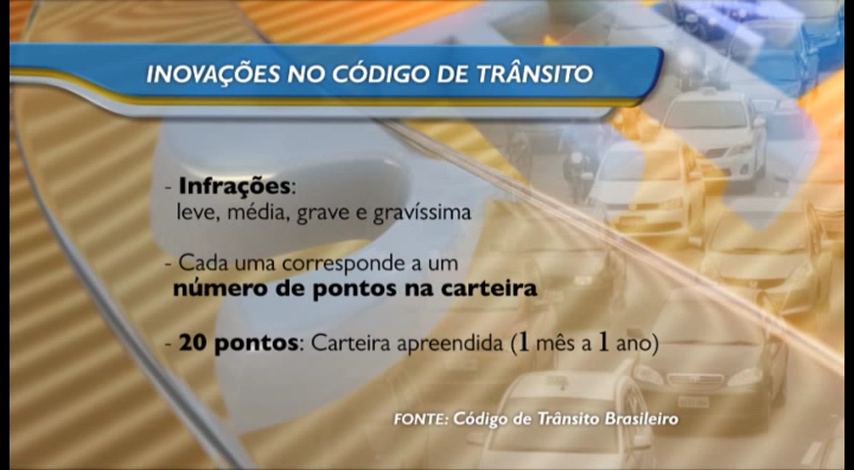 INOVAÇÕES NO CÓDIGO DE TRÂNSITO
- Infrações:
leve, média, grave e gravíssima
- Cada uma corresponde a um
número de pontos na carteira
- 20 pontos: Carteira apreendida (1 mês a 1 ano)
FONTE: Código de Trânsito Brasileiro